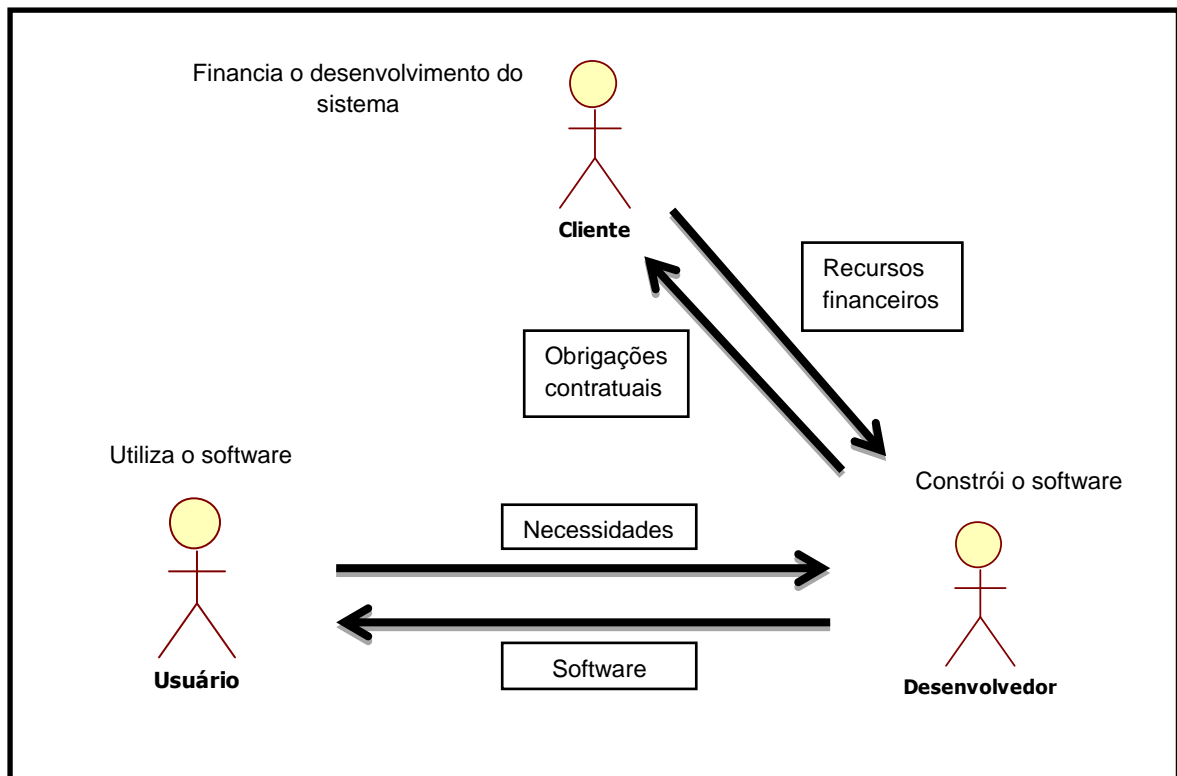 Financia o desenvolvimento do
sistema
Cliente
Recursos
financeiros
Obrigações
contratuais
Utiliza o software
Constrói o software
Necessidades
Software
Usuário
Desenvolvedor